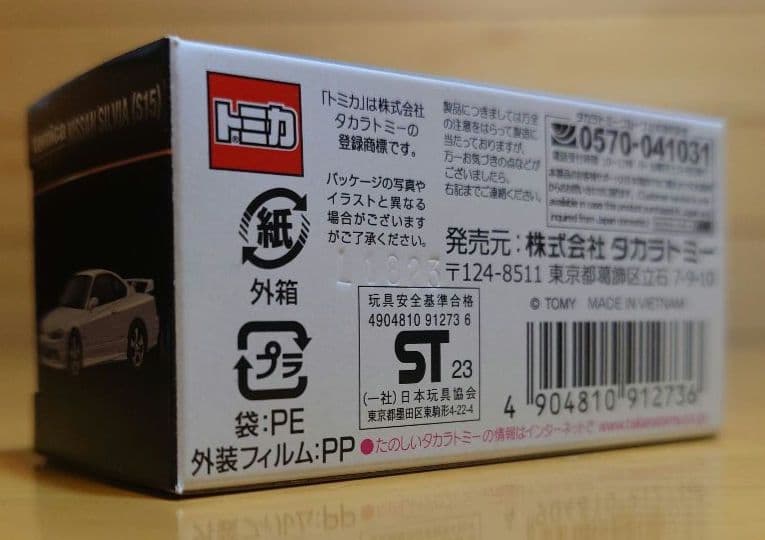 NISSAN SILVIA (S15)
トミカ
「トミカ」は株式会社
タカラトミーの
登録商標です。
パッケージの写真や
イラストと異なる
場合がございます
がご了承ください。
製品につきましては万全
の注意をはらって製造に
当たっておりますが、
万一お気づきの点などが
ございましたら、
右記までご連絡ください。
0570-041031
発売元:株式会社 タカラトミー
〒124-8511 東京都葛飾区立石 7-9-10
© TOMY MADE IN VIETNAM
11823
紙
外箱
プラ
袋:PE
外装フィルム:PP
玩具安全基準合格
4904810 91273 6
ST 23
(一社)日本玩具協会
東京都墨田区東駒形4-22-4
4 904810 912736
●たのしいタカラトミーの情報はインターネットで www.takaratomy.co.jp